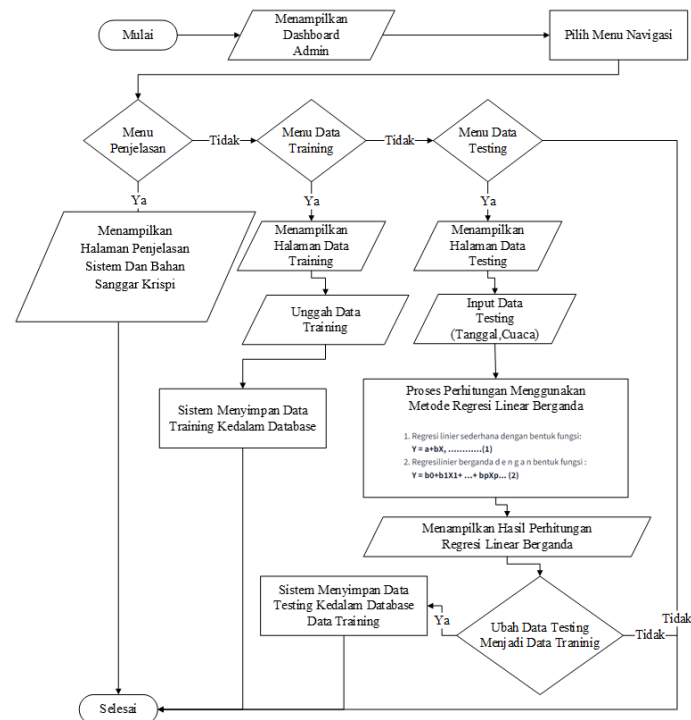 Mulai
Menampilkan
Dashboard
Admin
Pilih Menu Navigasi
Menu
Penjelasan
Tidak
Menu Data
Training
Tidak
Menu Data
Testing
Ya
Ya
Ya
Menampilkan
Halaman Penjelasan
Sistem Dan Bahan
Sanggar Krispi
Menampilkan
Halaman Data
Training
Menampilkan
Halaman Data
Testing
Unggah Data
Training
Input Data
Testing
(Tanggal,Cuaca)
Sistem Menyimpan Data
Training Kedalam Database
Proses Perhitungan Menggunakan
Metode Regresi Linear Berganda
1. Regresi linier sederhana dengan bentuk fungsi:
Y = a+bX, ............(1)
2. Regresilinier berganda d e n g a n bentuk fungsi :
Y = b0+b1X1+ ...+ bpXp... (2)
Menampilkan Hasil Perhitungan
Regresi Linear Berganda
Sistem Menyimpan Data
Testing Kedalam Database
Data Training
Ya
Ubah Data Testing
Menjadi Data Traninig
Tidak
Tidak
Selesai